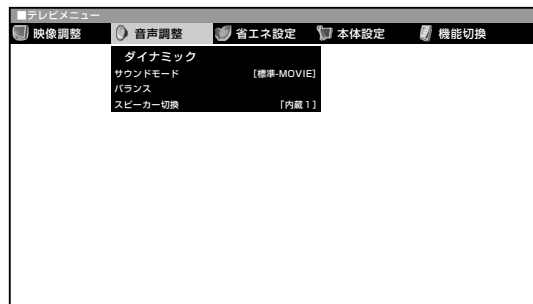 ■テレビメニュー
映像調整 音声調整 省エネ設定 本体設定 機能切換
ダイナミック
サウンドモード [標準-MOVIE]
バランス
スピーカー切換 [内蔵1]